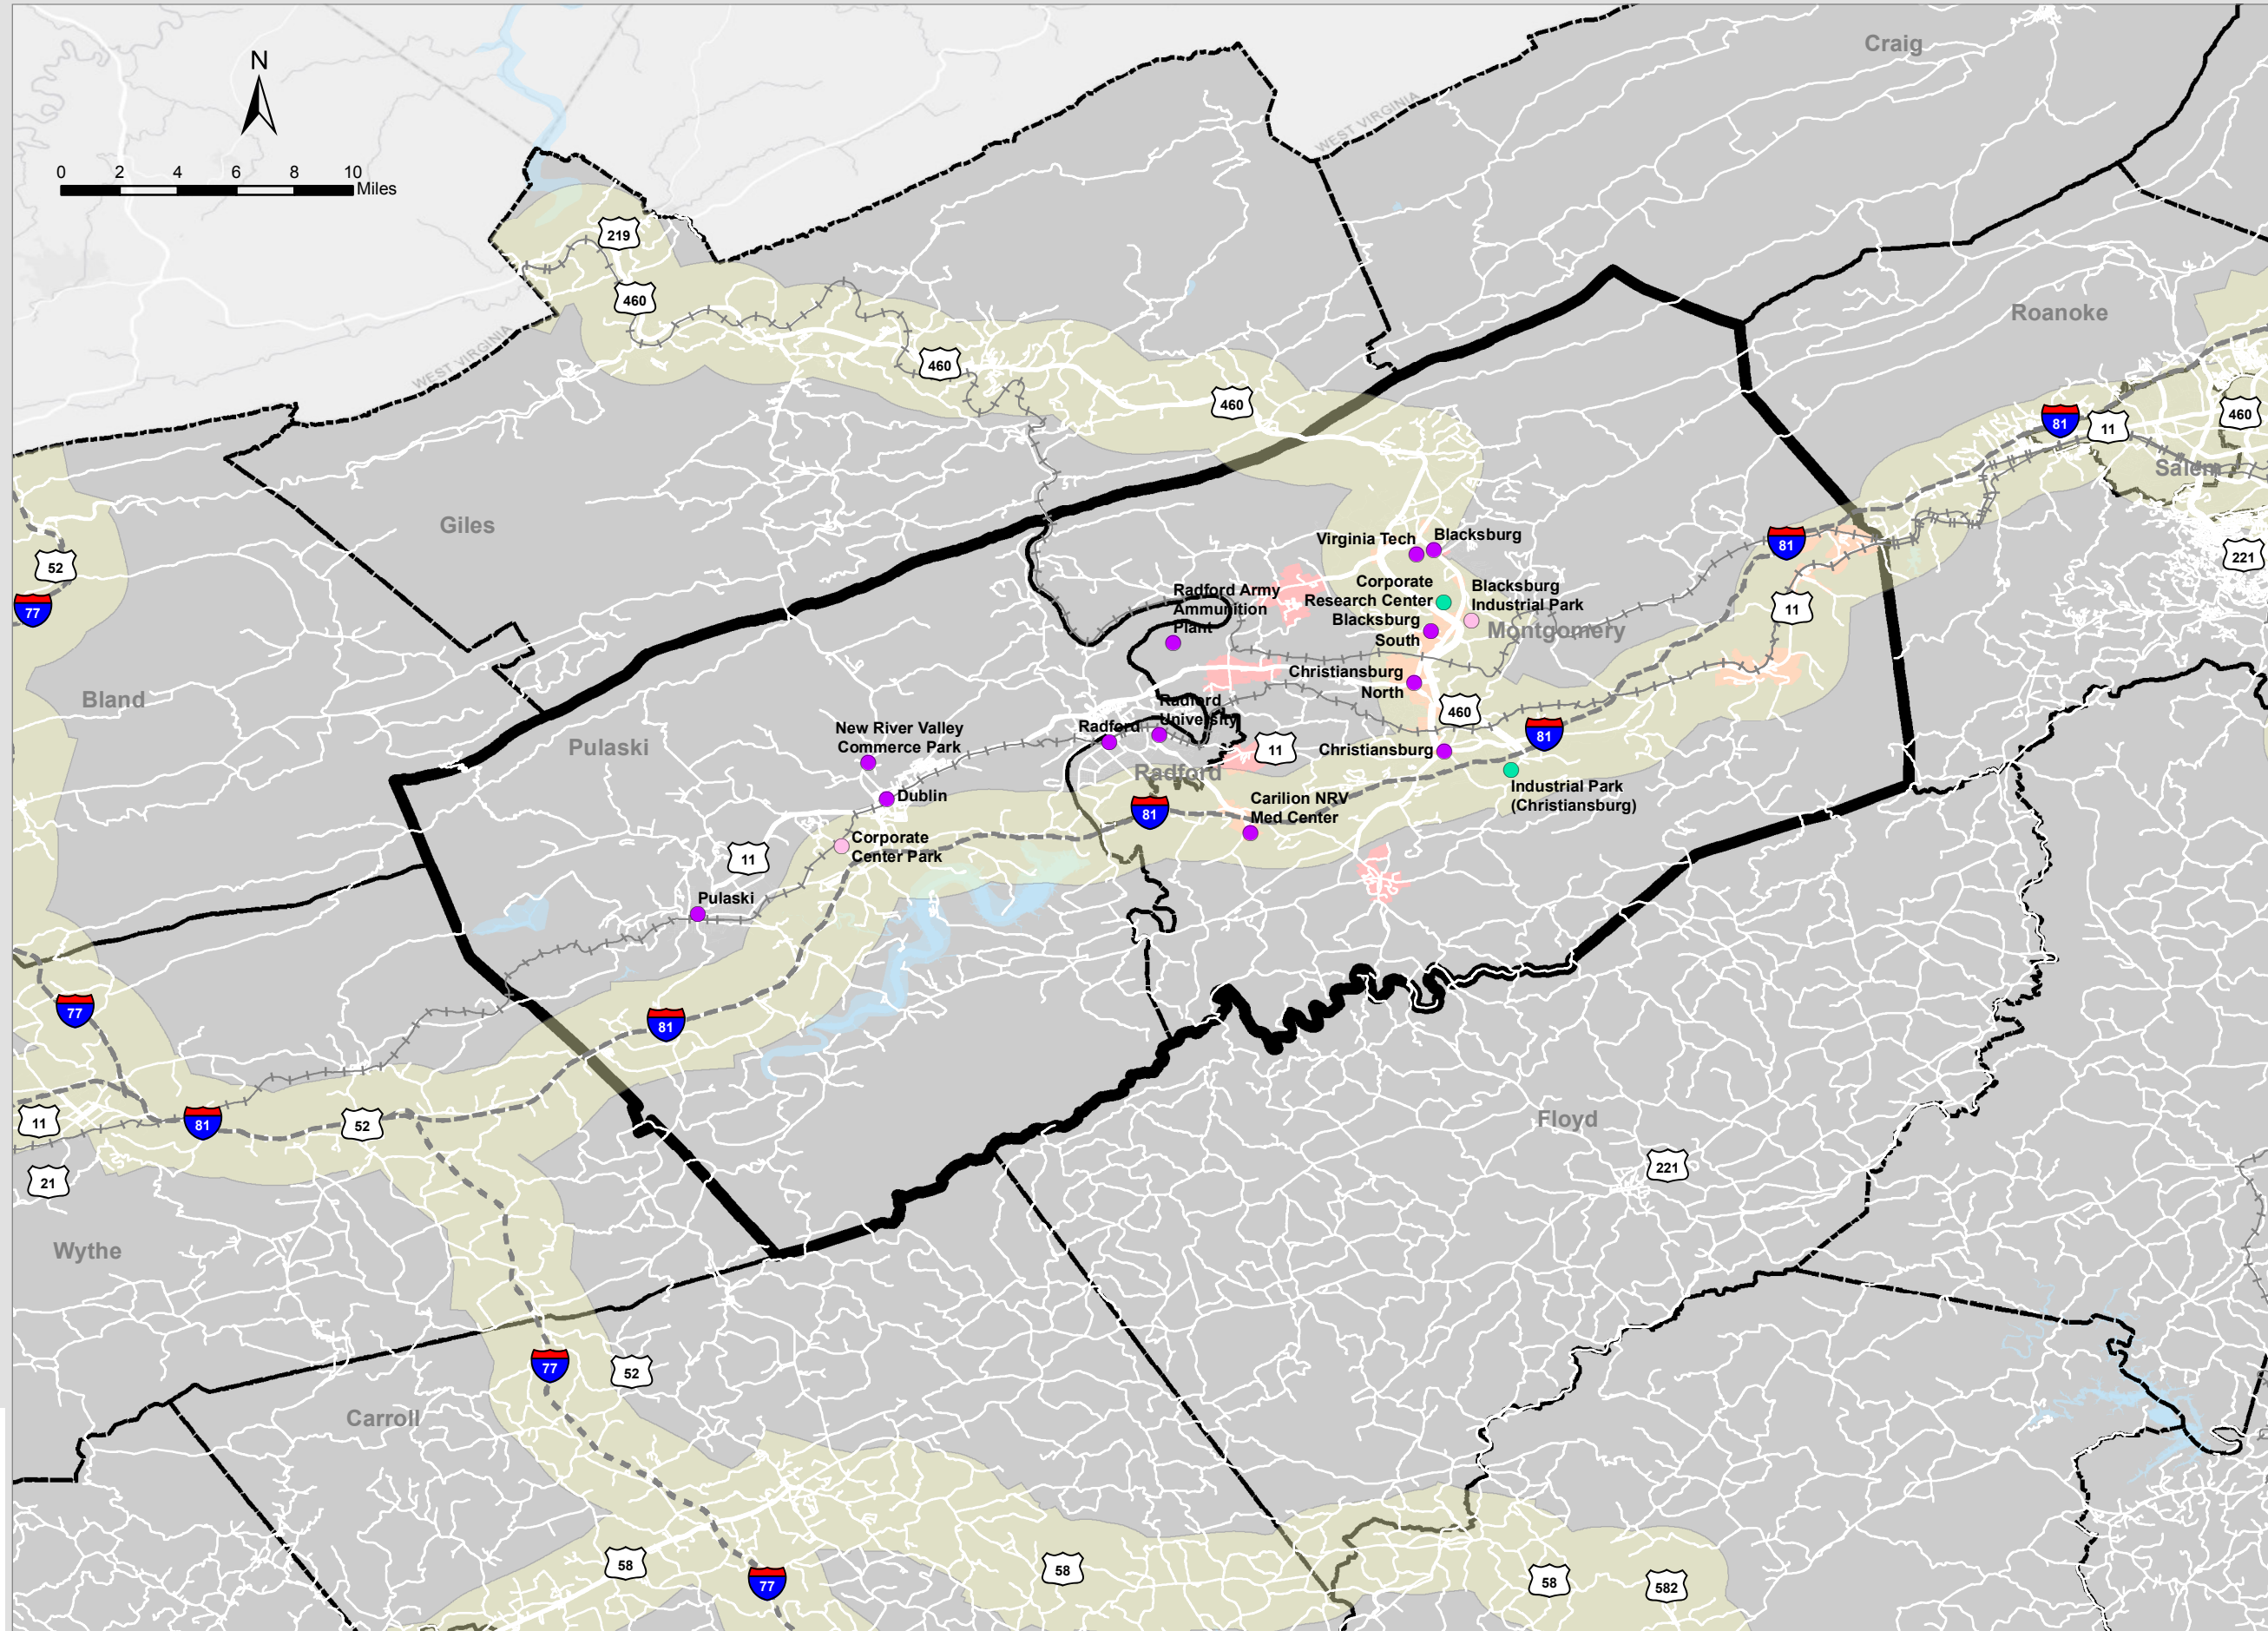 Craig
N
WEST VIRGINIA
0 2 4 6 8 10
Miles
219
460
Roanoke
WEST VIRGINIA
460
460
81
11
460
Salem
Giles
Virginia Tech
Blacksburg
81
221
52
77
Corporate
Research Center
Blacksburg
Industrial Park
Radford Army
Ammunition
Plant
11
Blacksburg
South
Montgomery
Christiansburg
North
Bland
Pulaski
New River Valley
Commerce Park
Radford
Radford
University
460
81
11
Christiansburg
Radford
Industrial Park
(Christiansburg)
Dublin
81
Carilion NRV
Med Center
11
Corporate
Center Park
Pulaski
77
81
11
81
52
Floyd
21
221
Wythe
77
52
Carroll
58
77
58
58
582